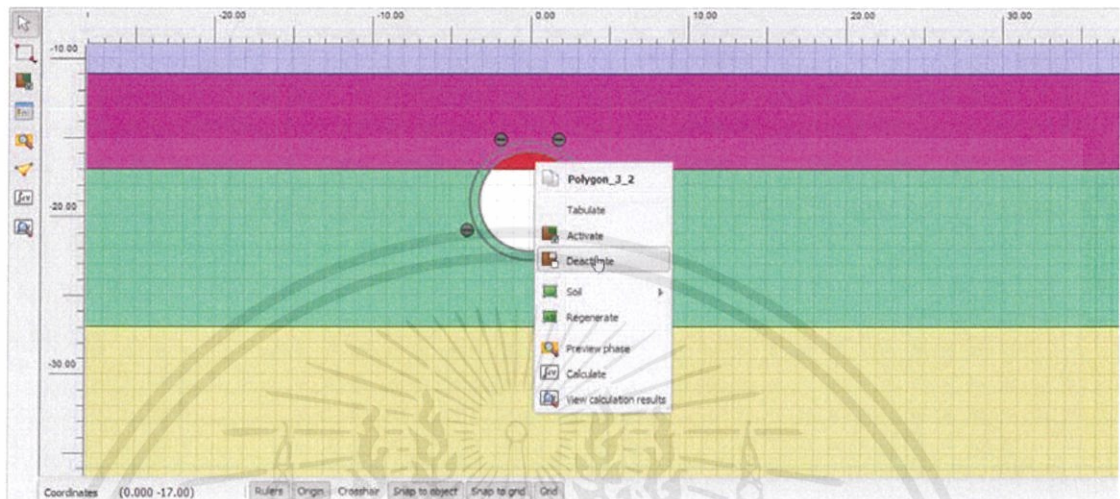 -20.00 -10.00 0.00 10.00 20.00 30.00
-10.00
Polygon_3_2
Tabulate
-20.00
Activate
Deactivate
Soil
Regenerate
Preview phase
-30.00
Calculate
View calculation results
Coordinates (0.000 -17.00) Rulers Origin Crosshair Snap to object Snap to grid Grid